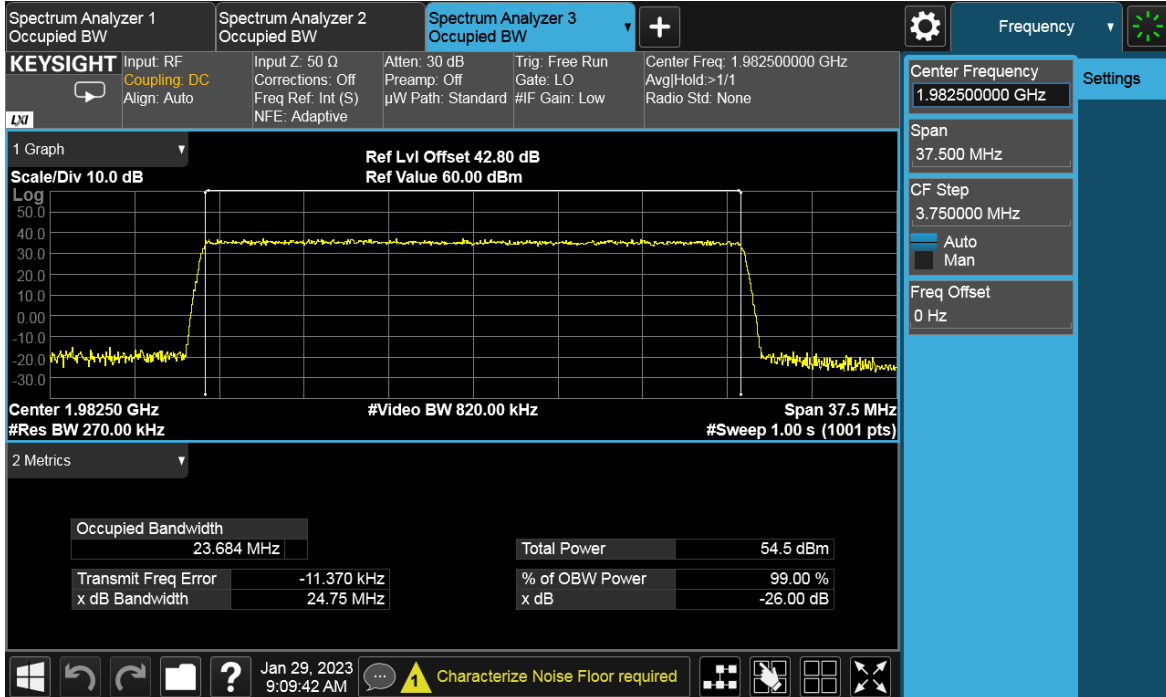 Spectrum Analyzer 1
Occupied BW
Spectrum Analyzer 2
Occupied BW
Spectrum Analyzer 3
Occupied BW
Frequency
KEYSIGHT
LXI
Input: RF
Coupling: DC
Align: Auto
Input Z: 50 Ω
Corrections: Off
Freq Ref: Int (S)
NFE: Adaptive
Atten: 30 dB
Preamp: Off
µW Path: Standard
Trig: Free Run
Gate: LO
#IF Gain: Low
Center Freq: 1.982500000 GHz
Avg|Hold:>1/1
Radio Std: None
Center Frequency
1.982500000 GHz
Settings
Span
37.500 MHz
CF Step
3.750000 MHz
Auto
Man
Freq Offset
0 Hz
1 Graph
Scale/Div 10.0 dB
Ref Lvl Offset 42.80 dB
Ref Value 60.00 dBm
Log
50.0
40.0
30.0
20.0
10.0
0.00
-10.0
-20.0
-30.0
Center 1.98250 GHz
#Res BW 270.00 kHz
#Video BW 820.00 kHz
Span 37.5 MHz
#Sweep 1.00 s (1001 pts)
2 Metrics
Occupied Bandwidth
23.684 MHz
Transmit Freq Error -11.370 kHz
x dB Bandwidth 24.75 MHz
Total Power 54.5 dBm
% of OBW Power 99.00 %
x dB -26.00 dB
?
Jan 29, 2023
9:09:42 AM
1
Characterize Noise Floor required